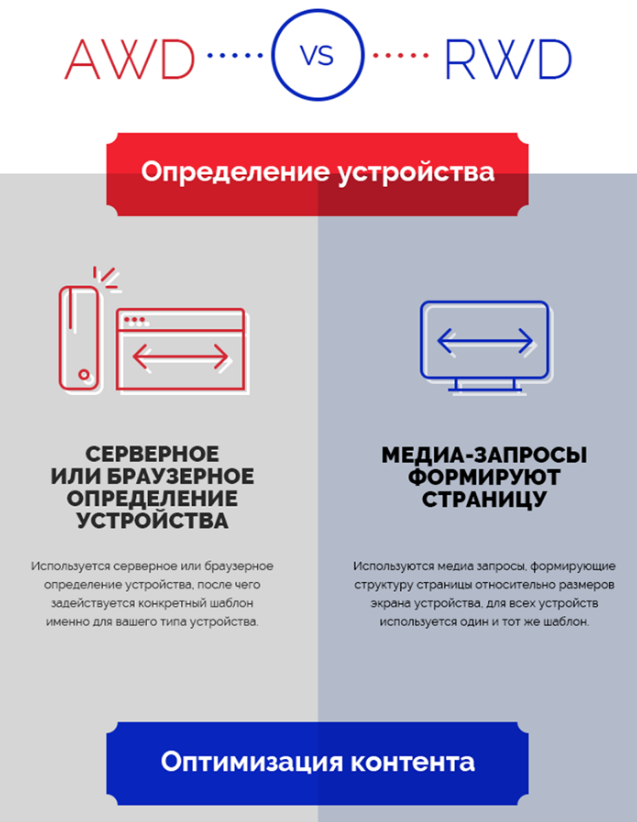 AWD VS RWD
Определение устройства
СЕРВЕРНОЕ
ИЛИ БРАУЗЕРНОЕ
ОПРЕДЕЛЕНИЕ
УСТРОЙСТВА
Используется серверное или браузерное
определение устройства, после чего
задействуется конкретный шаблон
именно для вашего типа устройства.
МЕДИА-ЗАПРОСЫ
ФОРМИРУЮТ
СТРАНИЦУ
Используются медиа запросы, формирующие
структуру страницы относительно размеров
экрана устройства, для всех устройств
используется один и тот же шаблон.
Оптимизация контента